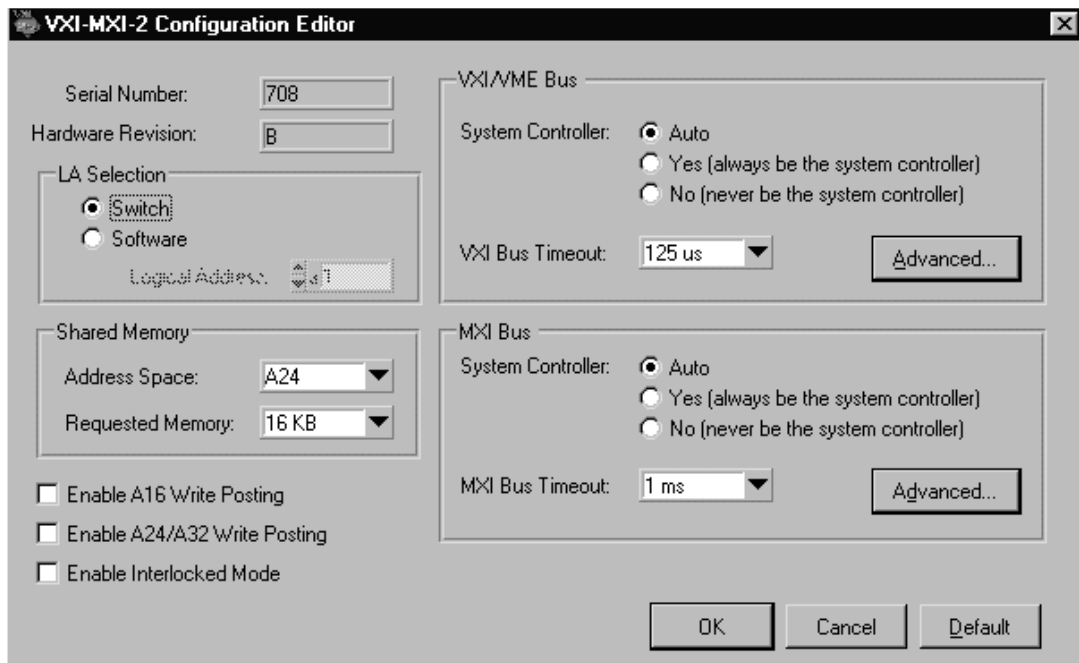 VXI-MXI-2 Configuration Editor
Serial Number: 708
Hardware Revision: B
LA Selection
Switch
Software
Logical Address: 1
Shared Memory
Address Space: A24
Requested Memory: 16 KB
Enable A16 Write Posting
Enable A24/A32 Write Posting
Enable Interlocked Mode
VXI/VME Bus
System Controller: Auto
Yes (always be the system controller)
No (never be the system controller)
VXI Bus Timeout: 125 us
Advanced...
MXI Bus
System Controller: Auto
Yes (always be the system controller)
No (never be the system controller)
MXI Bus Timeout: 1 ms
Advanced...
OK
Cancel
Default